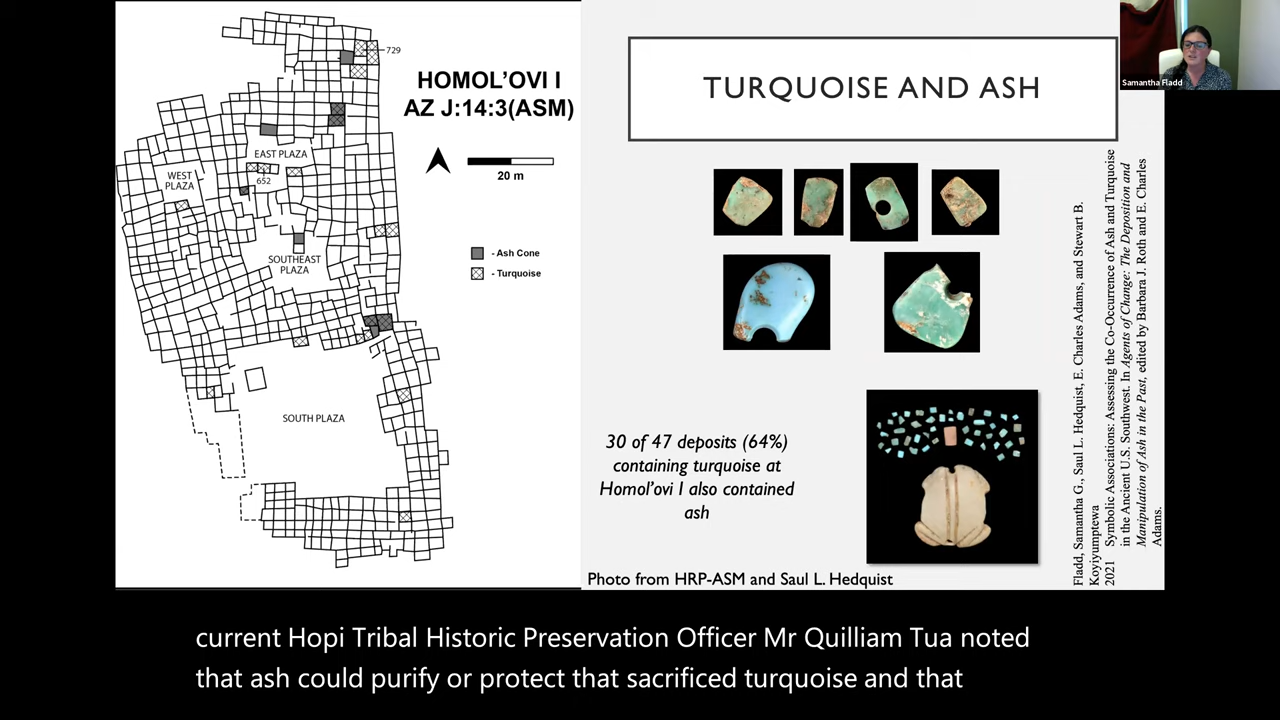 HOMOL'OVI I
AZ J:14:3(ASM)
20 m
- Ash Cone
- Turquoise
729
EAST PLAZA
652
WEST
PLAZA
SOUTHEAST
PLAZA
SOUTH PLAZA
TURQUOISE AND ASH
30 of 47 deposits (64%)
containing turquoise at
Homol'ovi I also contained
ash
Photo from HRP-ASM and Saul L. Hedquist
Fladd, Samantha G., Saul L. Hedquist, E. Charles Adams, and Stewart B.
Koyiyumptewa
2021 Symbolic Associations: Assessing the Co-Occurrence of Ash and Turquoise
in the Ancient U.S. Southwest. In Agents of Change: The Deposition and
Manipulation of Ash in the Past, edited by Barbara J. Roth and E. Charles
Adams.
Samantha Fladd
current Hopi Tribal Historic Preservation Officer Mr Quilliam Tua noted
that ash could purify or protect that sacrificed turquoise and that